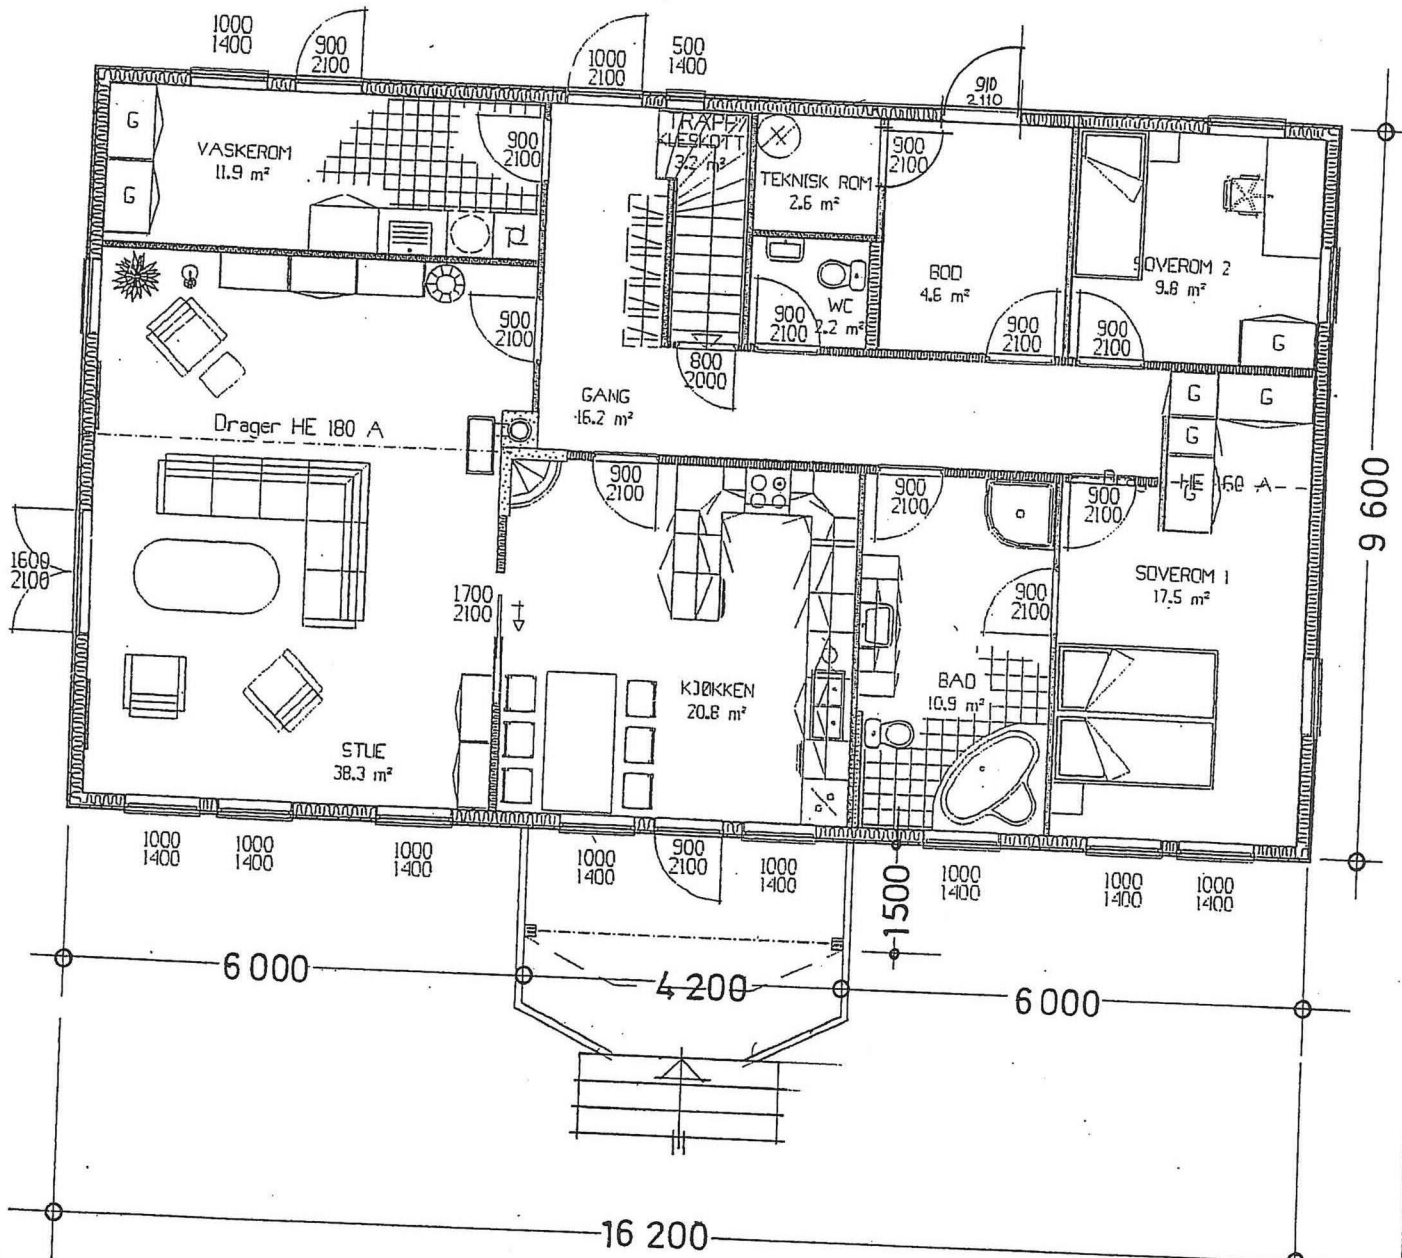 1000
1400
900
2100
1000
2100
500
1400
910
2110
G
G
VASKEROM
11.9 m²
900
2100
TRAPP/
KLESKOTT
3.2 m²
TEKNISK ROM
2.6 m²
900
2100
BOD
4.6 m²
SOVEROM 2
9.8 m²
G
WC
2.2 m²
900
2100
900
2100
900
2100
900
2100
800
2000
GANG
16.2 m²
G
G
G
G
Drager HE 180 A
HE 160 A
900
2100
900
2100
900
2100
9 600
1600
2100
1700
2100
900
2100
SOVEROM 1
17.5 m²
KJØKKEN
20.8 m²
BAD
10.9 m²
STUE
38.3 m²
1000
1400
1000
1400
1000
1400
1000
1400
900
2100
1000
1400
1500
1000
1400
1000
1400
1000
1400
6 000
4 200
6 000
16 200